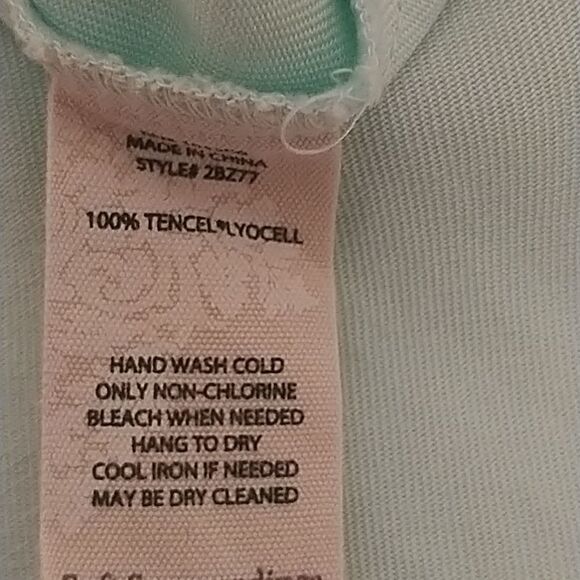 MADE IN CHINA
STYLE# 2BZ77
100% TENCEL® LYOCELL
HAND WASH COLD
ONLY NON-CHLORINE
BLEACH WHEN NEEDED
HANG TO DRY
COOL IRON IF NEEDED
MAY BE DRY CLEANED